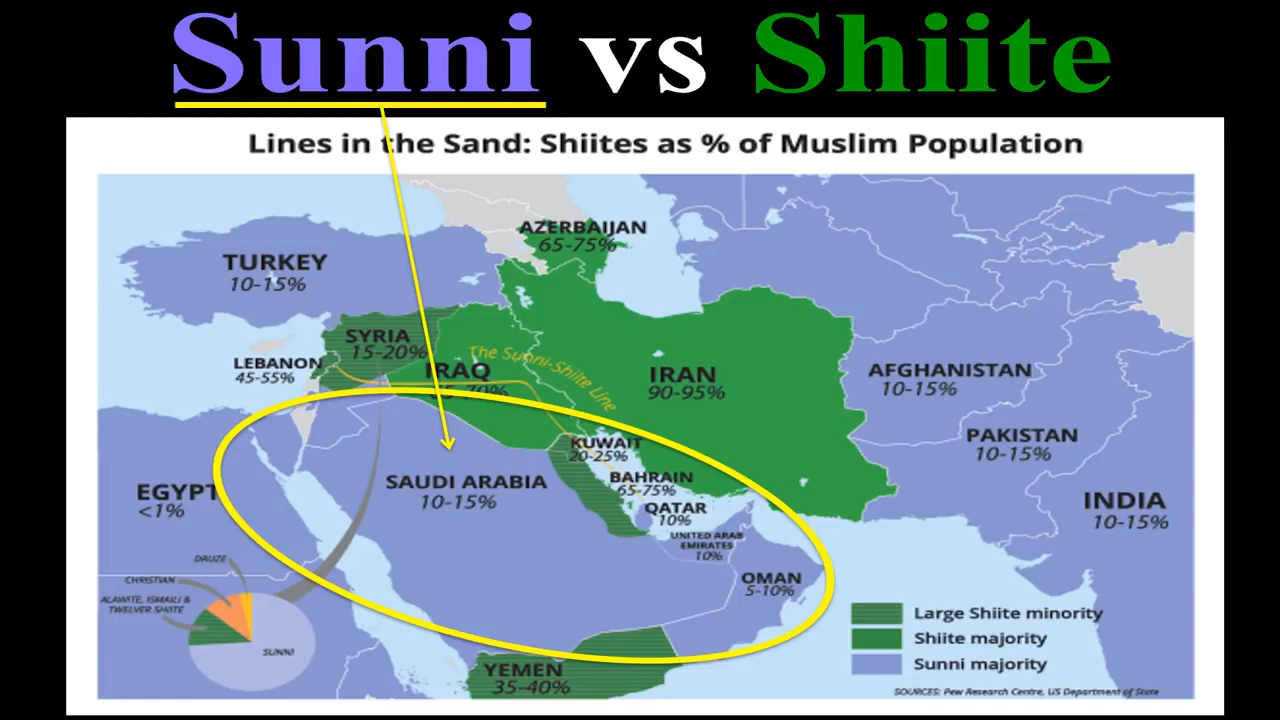 Sunni vs Shiite
Lines in the Sand: Shiites as % of Muslim Population
AZERBAIJAN
65-75%
TURKEY
10-15%
SYRIA
15-20%
LEBANON
45-55%
The Sunni-Shiite Line
IRAQ
IRAN
90-95%
AFGHANISTAN
10-15%
PAKISTAN
10-15%
KUWAIT
20-25%
BAHRAIN
65-75%
SAUDI ARABIA
10-15%
EGYPT
<1%
QATAR
10%
INDIA
10-15%
UNITED ARAB
EMIRATES
10%
OMAN
5-10%
DRUZE
CHRISTIAN
ALAWITE, ISMAILI &
TWELVER SHIITE
SUNNI
YEMEN
35-40%
Large Shiite minority
Shiite majority
Sunni majority
SOURCES: Pew Research Centre, US Department of State